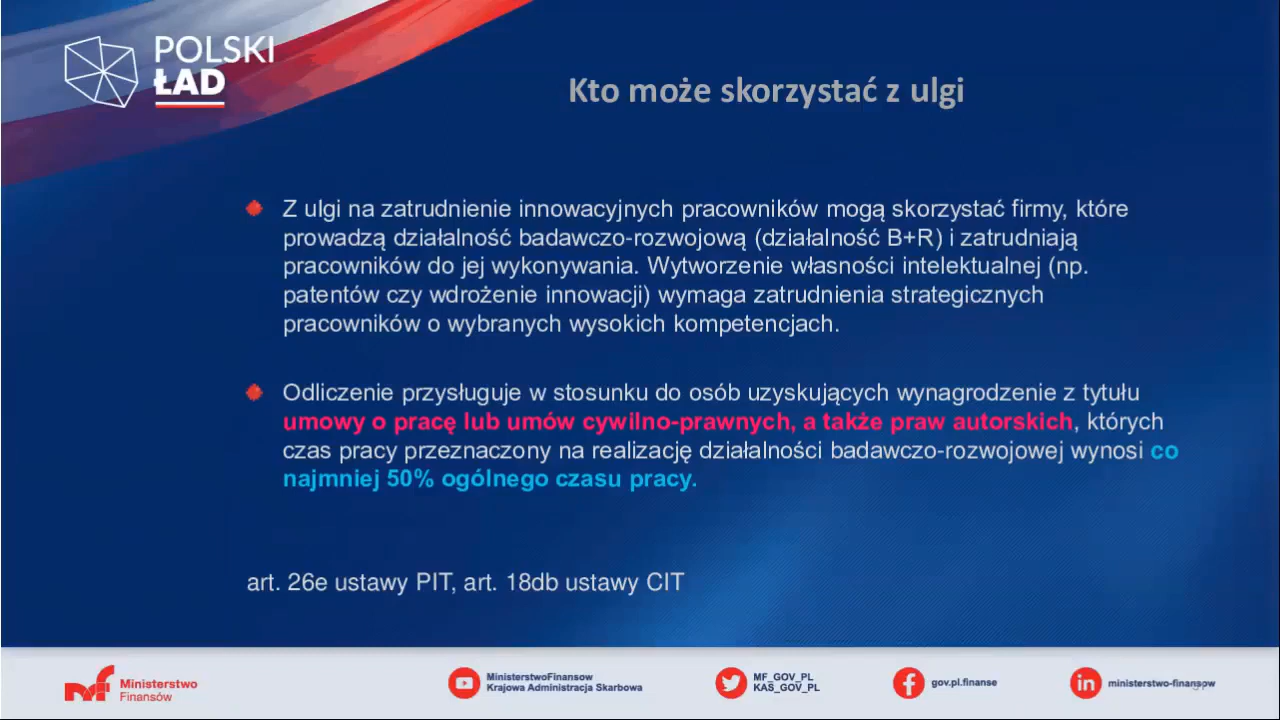 POLSKI
ŁAD
Kto może skorzystać z ulgi
Z ulgi na zatrudnienie innowacyjnych pracowników mogą skorzystać firmy, które
prowadzą działalność badawczo-rozwojową (działalność B+R) i zatrudniają
pracowników do jej wykonywania. Wytworzenie własności intelektualnej (np.
patentów czy wdrożenie innowacji) wymaga zatrudnienia strategicznych
pracowników o wybranych wysokich kompetencjach.
Odliczenie przysługuje w stosunku do osób uzyskujących wynagrodzenie z tytułu
umowy o pracę lub umów cywilno-prawnych, a także praw autorskich, których
czas pracy przeznaczony na realizację działalności badawczo-rozwojowej wynosi co
najmniej 50% ogólnego czasu pracy.
art. 26e ustawy PIT, art. 18db ustawy CIT
Ministerstwo
Finansów
MinisterstwoFinansow
Krajowa Administracja Skarbowa
MF_GOV_PL
KAS_GOV_PL
gov.pl.finanse